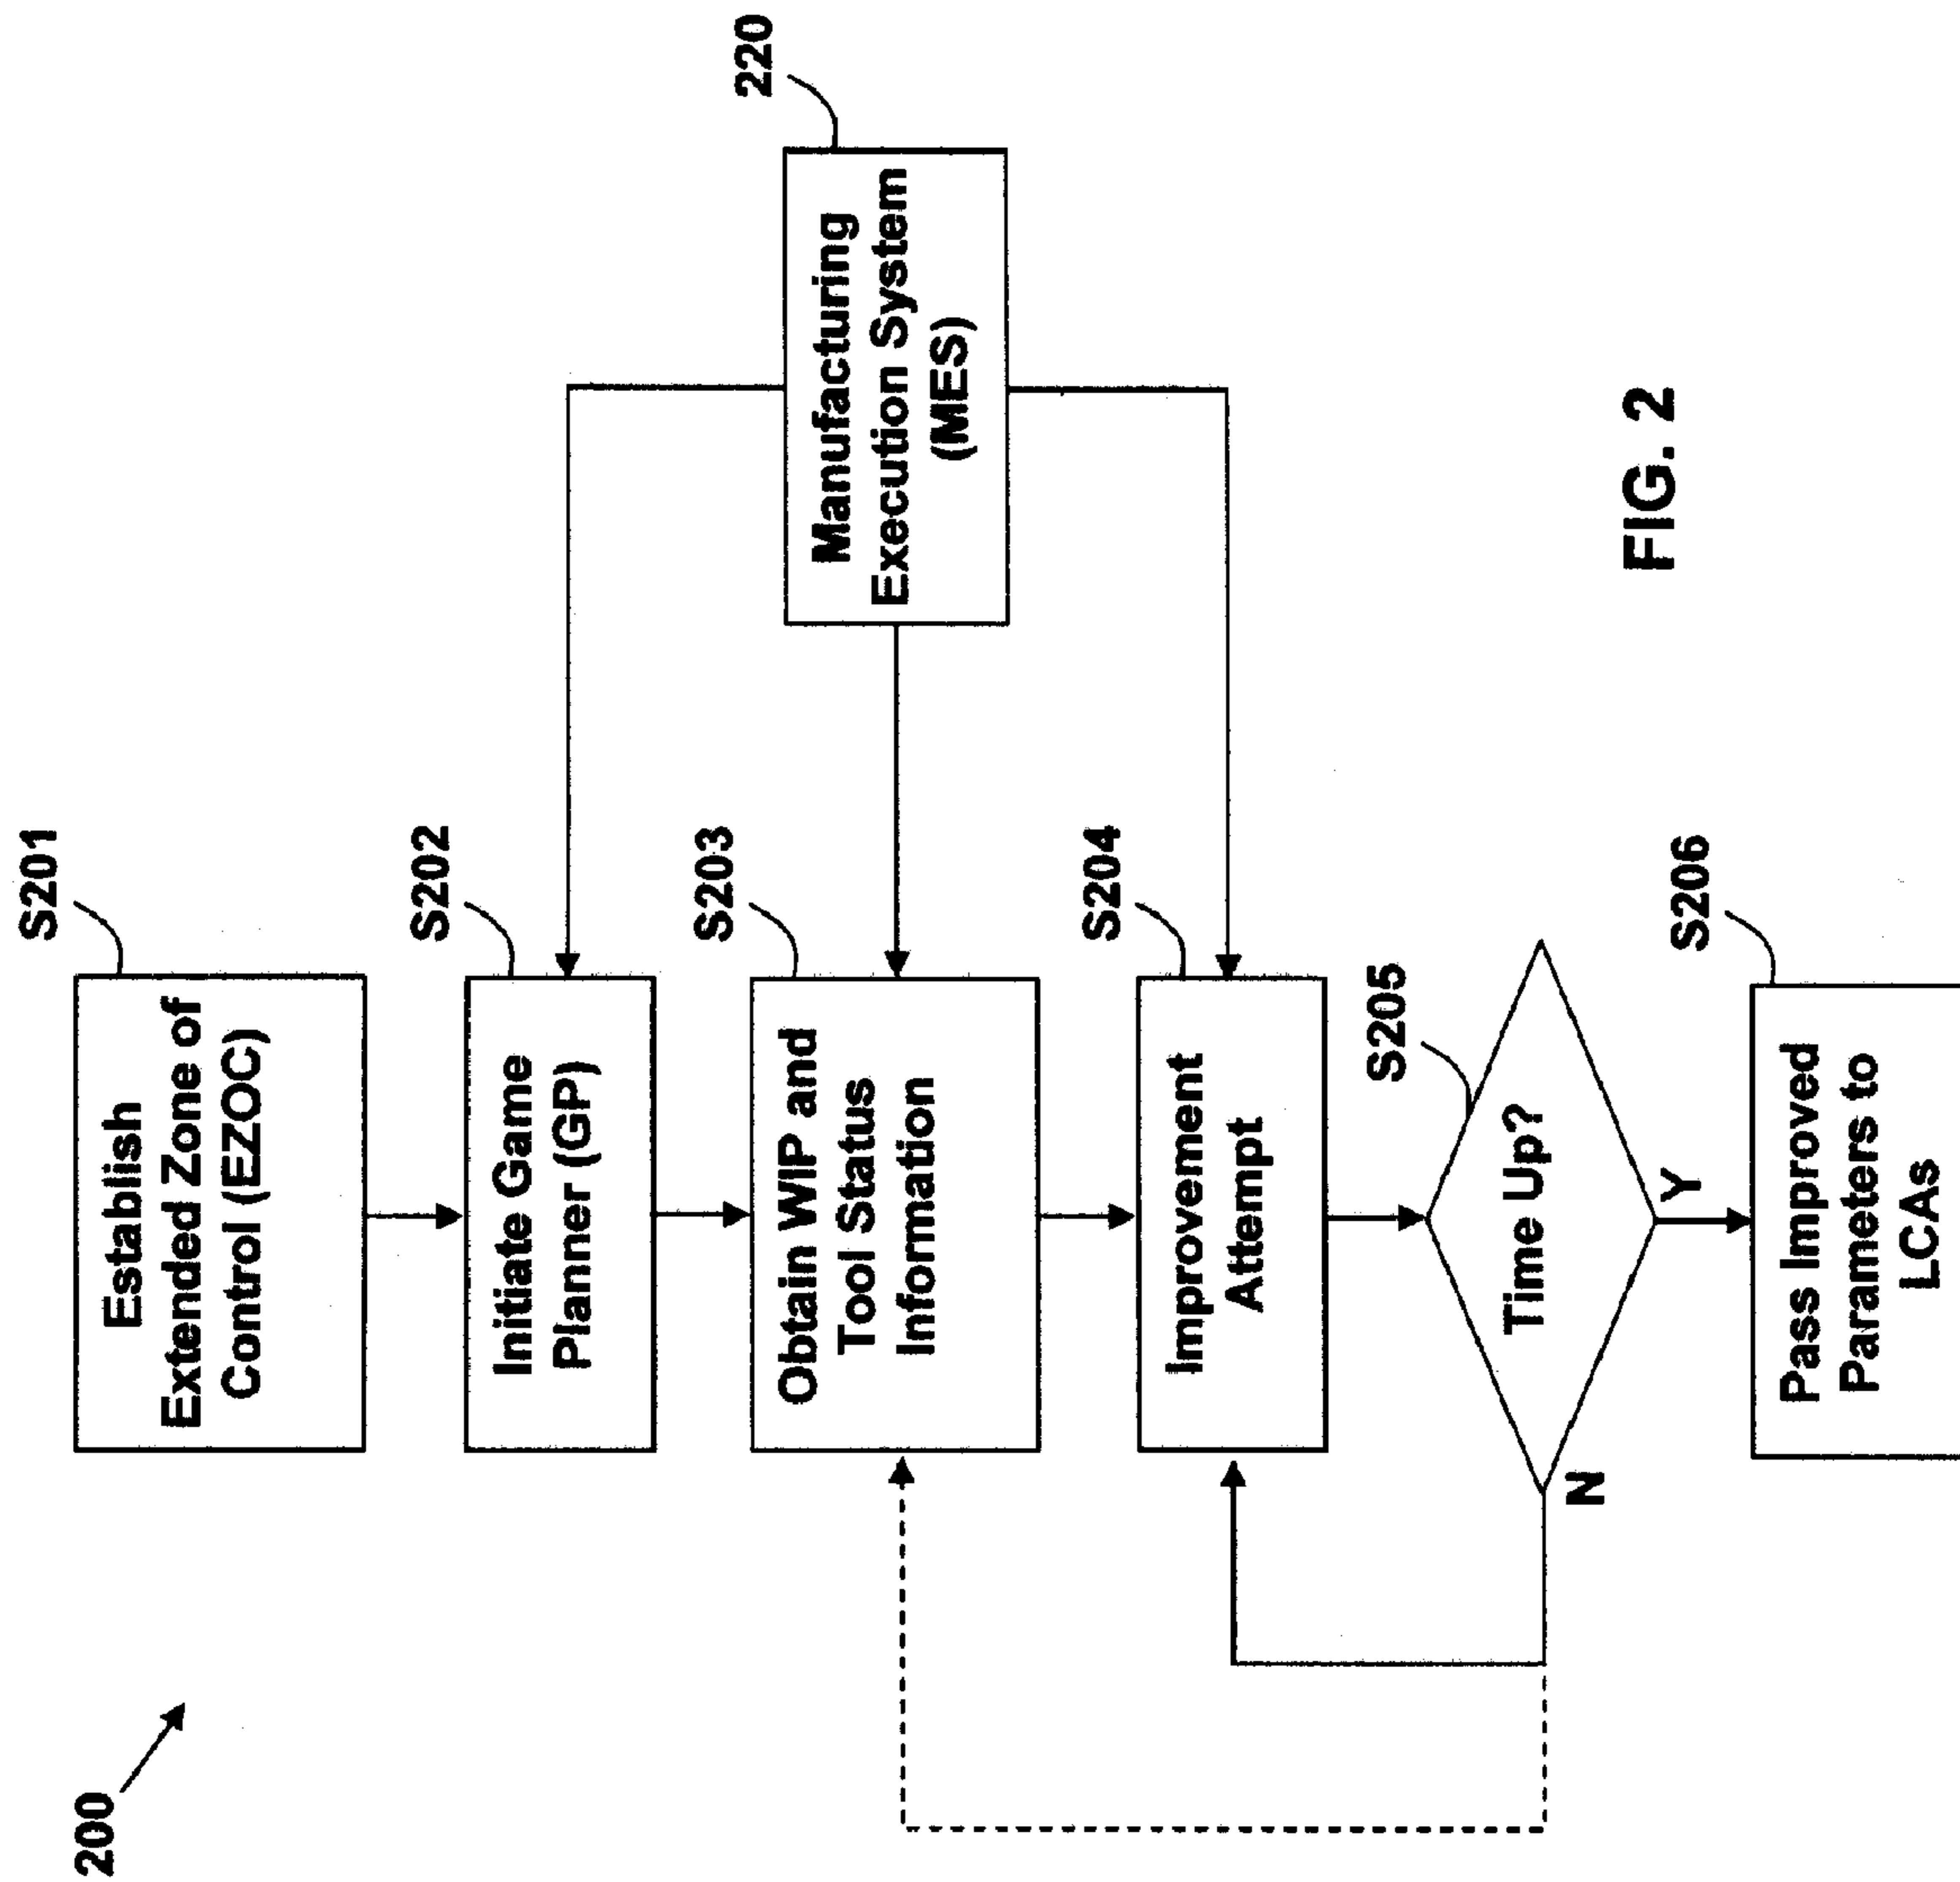 200
S201
Establish
Extended Zone of
Control (EZOC)
S202
Initiate Game
Planner (GP)
S203
Obtain WIP and
Tool Status
Information
220
Manufacturing
Execution System
(MES)
S204
Improvement
Attempt
S205
Time Up?
N
Y
S206
Pass Improved
Parameters to
LCAs
FIG. 2